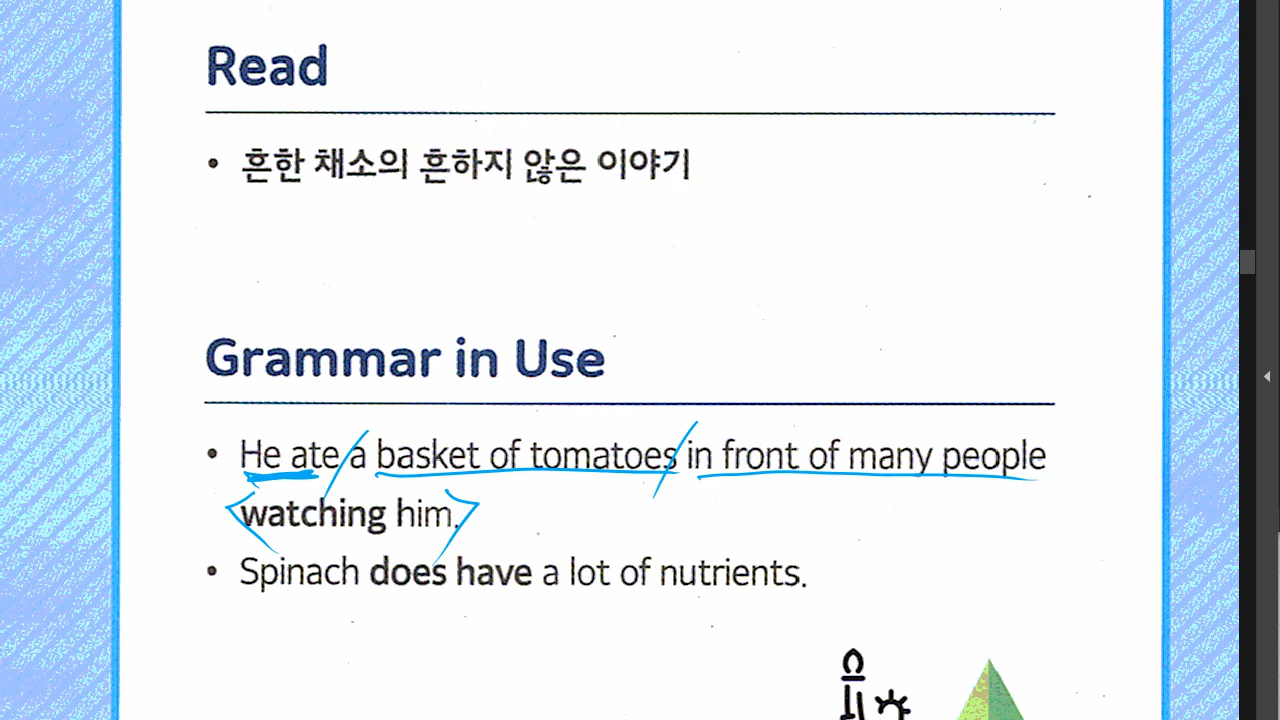 Read
• 흔한 채소의 흔하지 않은 이야기
Grammar in Use
• He ate a basket of tomatoes in front of many people
watching him.
• Spinach does have a lot of nutrients.